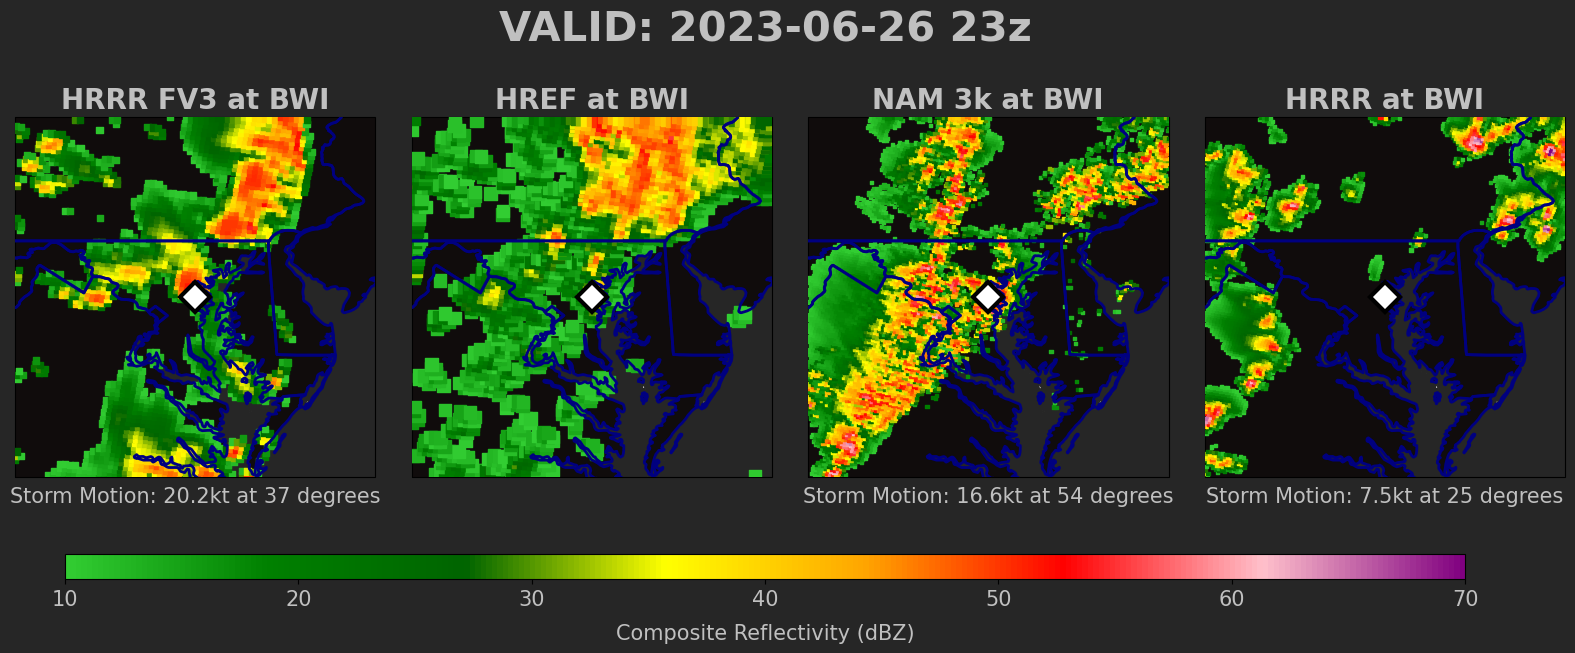 VALID: 2023-06-26 23z
HRRR FV3 at BWI
HREF at BWI
NAM 3k at BWI
HRRR at BWI
Storm Motion: 20.2kt at 37 degrees
Storm Motion: 16.6kt at 54 degrees
Storm Motion: 7.5kt at 25 degrees
10 20 30 40 50 60 70
Composite Reflectivity (dBZ)